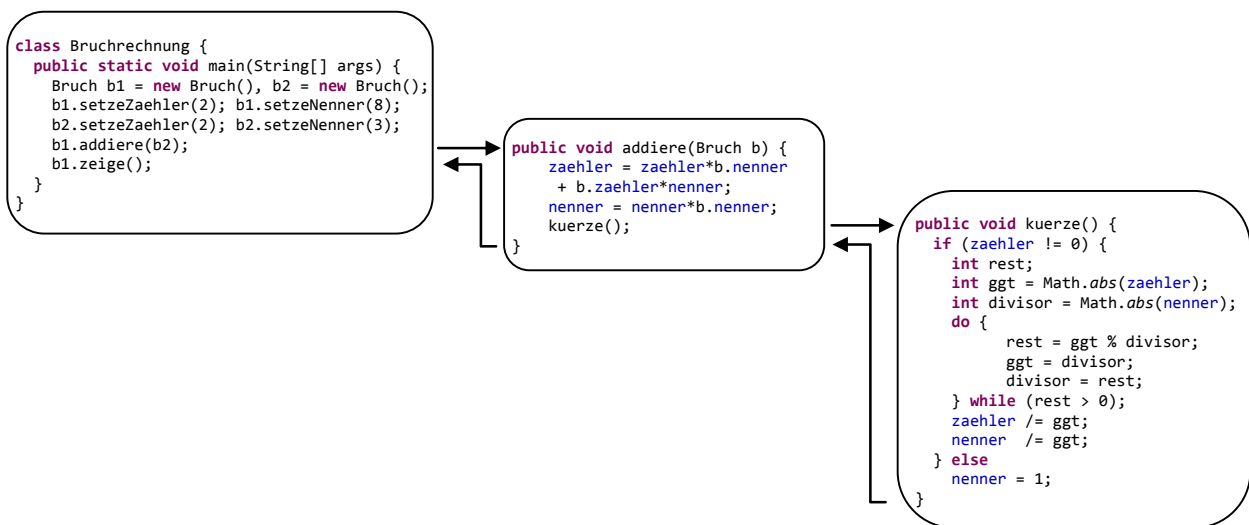 class Bruchrechnung {
  public static void main(String[] args) {
    Bruch b1 = new Bruch(), b2 = new Bruch();
    b1.setzeZaehler(2); b1.setzeNenner(8);
    b2.setzeZaehler(2); b2.setzeNenner(3);
    b1.addiere(b2);
    b1.zeige();
  }
}
public void addiere(Bruch b) {
    zaehler = zaehler*b.nenner
     + b.zaehler*nenner;
    nenner = nenner*b.nenner;
    kuerze();
}
public void kuerze() {
  if (zaehler != 0) {
    int rest;
    int ggt = Math.abs(zaehler);
    int divisor = Math.abs(nenner);
    do {
          rest = ggt % divisor;
          ggt = divisor;
          divisor = rest;
    } while (rest > 0);
    zaehler /= ggt;
    nenner  /= ggt;
  } else
    nenner = 1;
}